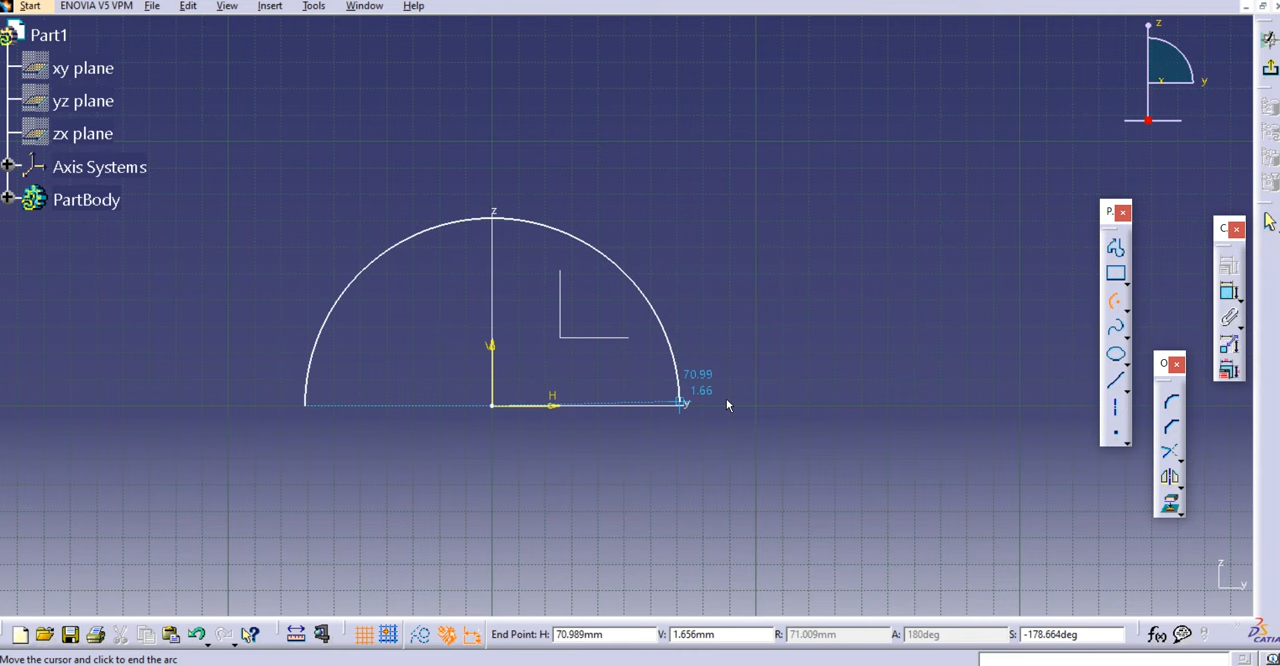 Start ENOVIA V5 VPM File Edit View Insert Tools Window Help
Part1
xy plane
yz plane
zx plane
Axis Systems
PartBody
z
x y
P..
C..
O
z
V
H
70.99
1.66
y
z
y
End Point: H: 70.989mm V: 1.656mm R: 71.009mm A: 180deg S: -178.664deg f(x)
CATIA
Move the cursor and click to end the arc